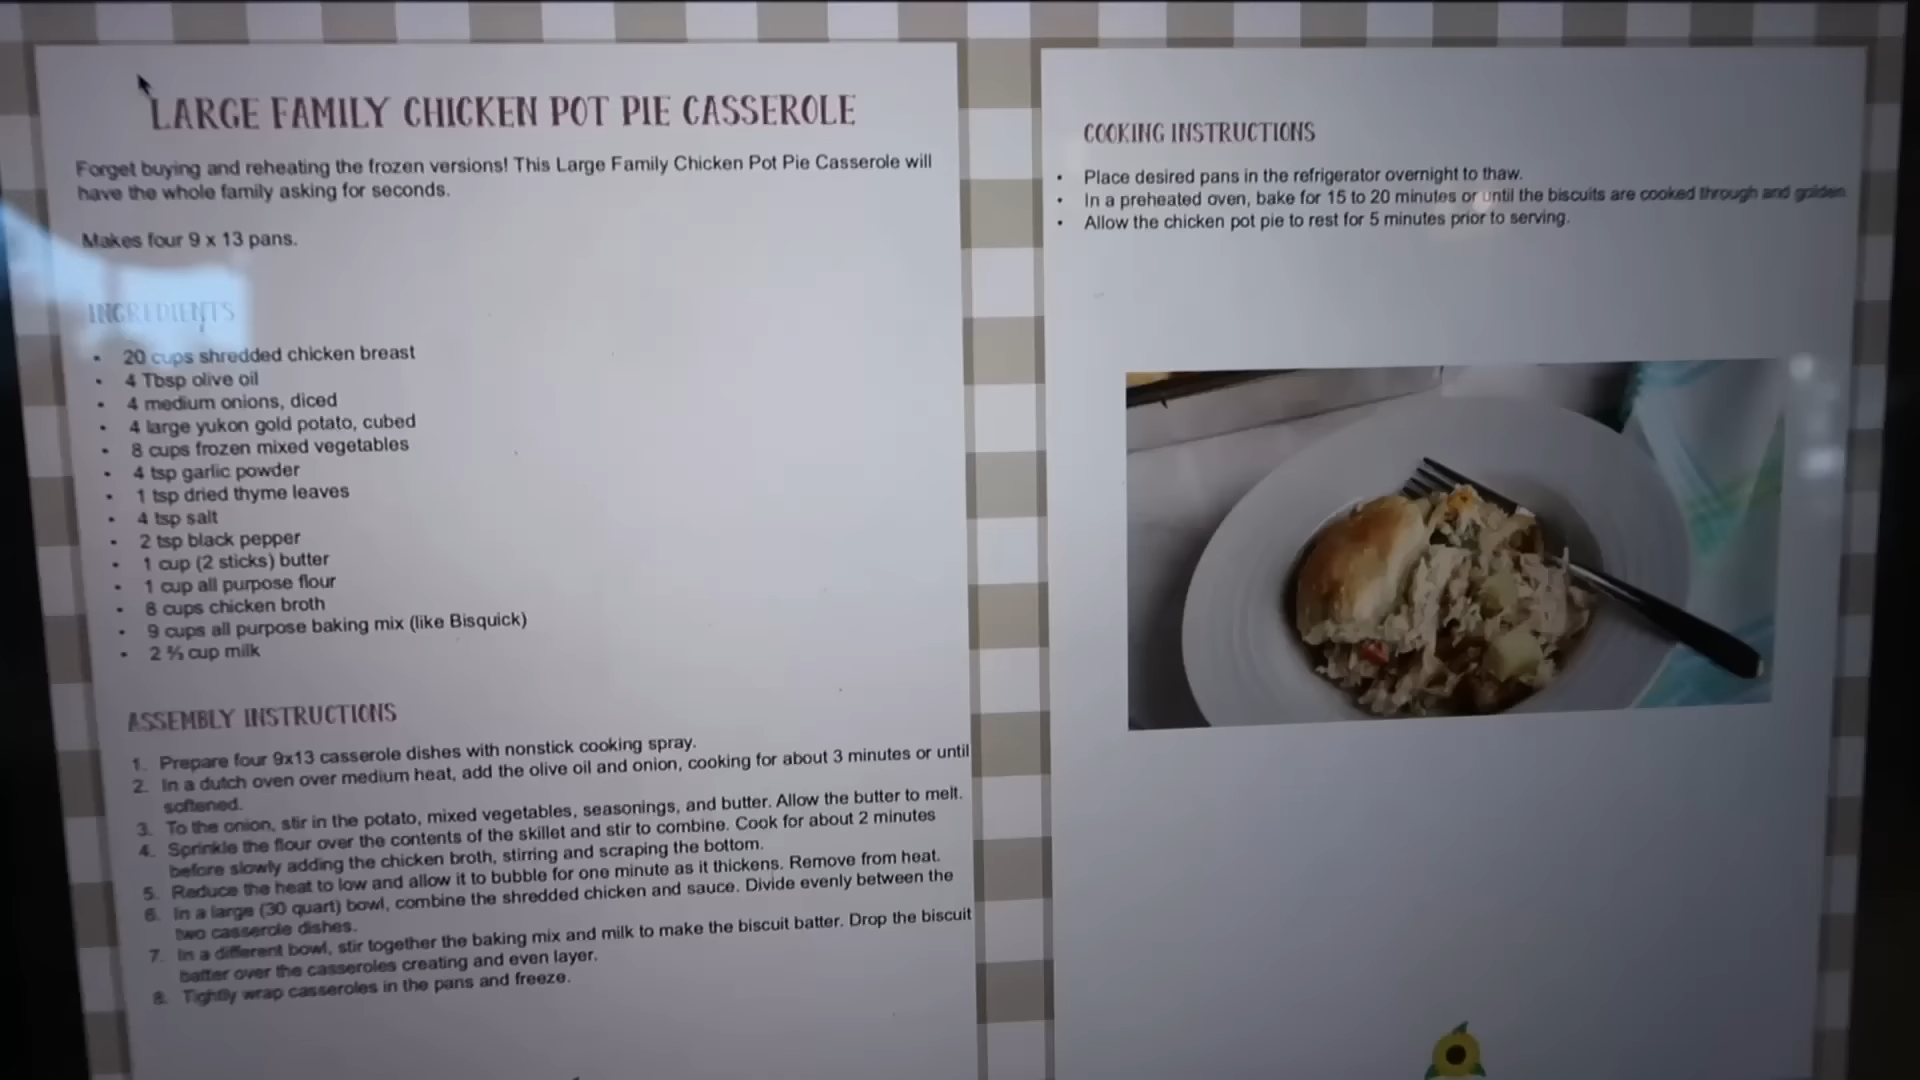 LARGE FAMILY CHICKEN POT PIE CASSEROLE
Forget buying and reheating the frozen versions! This Large Family Chicken Pot Pie Casserole will
have the whole family asking for seconds.
Makes four 9 x 13 pans.
INGREDIENTS
• 20 cups shredded chicken breast
• 4 Tbsp olive oil
• 4 medium onions, diced
• 4 large yukon gold potato, cubed
• 8 cups frozen mixed vegetables
• 4 tsp garlic powder
• 1 tsp dried thyme leaves
• 4 tsp salt
• 2 tsp black pepper
• 1 cup (2 sticks) butter
• 1 cup all purpose flour
• 8 cups chicken broth
• 9 cups all purpose baking mix (like Bisquick)
• 2 ⅔ cup milk
ASSEMBLY INSTRUCTIONS
1. Prepare four 9x13 casserole dishes with nonstick cooking spray.
2. In a dutch oven over medium heat, add the olive oil and onion, cooking for about 3 minutes or until
softened.
3. To the onion, stir in the potato, mixed vegetables, seasonings, and butter. Allow the butter to melt.
4. Sprinkle the flour over the contents of the skillet and stir to combine. Cook for about 2 minutes
before slowly adding the chicken broth, stirring and scraping the bottom.
5. Reduce the heat to low and allow it to bubble for one minute as it thickens. Remove from heat.
6. In a large (30 quart) bowl, combine the shredded chicken and sauce. Divide evenly between the
two casserole dishes.
7. In a different bowl, stir together the baking mix and milk to make the biscuit batter. Drop the biscuit
batter over the casseroles creating and even layer.
8. Tightly wrap casseroles in the pans and freeze.
COOKING INSTRUCTIONS
• Place desired pans in the refrigerator overnight to thaw.
• In a preheated oven, bake for 15 to 20 minutes or until the biscuits are cooked through and golden
• Allow the chicken pot pie to rest for 5 minutes prior to serving.